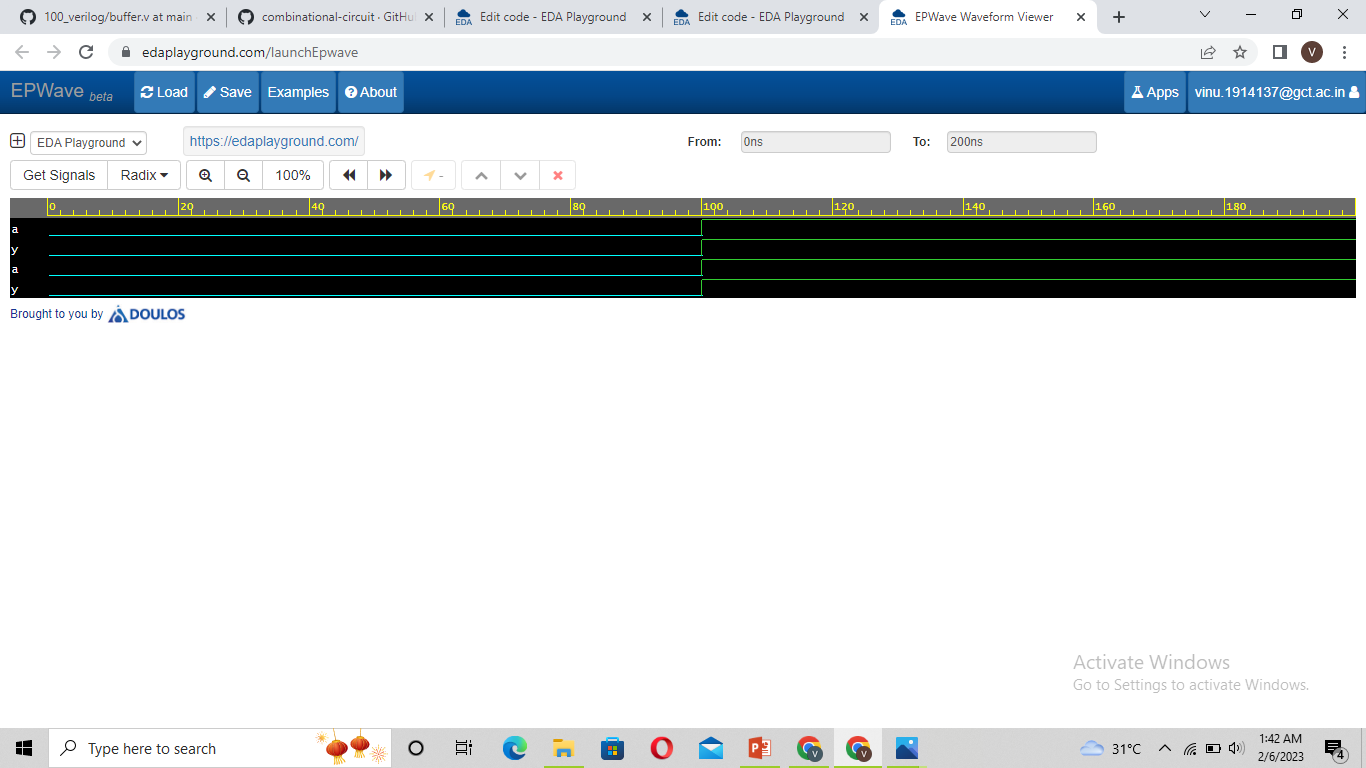 100_verilog/buffer.v at main
combinational-circuit · GitHu
Edit code - EDA Playground
Edit code - EDA Playground
EPWave Waveform Viewer
edaplayground.com/launchEpwave
V
EPWave beta
Load
Save
Examples
About
Apps
vinu.1914137@gct.ac.in
EDA Playground
https://edaplayground.com/
From:
0ns
To:
200ns
Get Signals
Radix
100%
-
0 20 40 60 80 100 120 140 160 180
a
y
a
y
Brought to you by DOULOS
Activate Windows
Go to Settings to activate Windows.
Type here to search
31°C
1:42 AM
2/6/2023
4